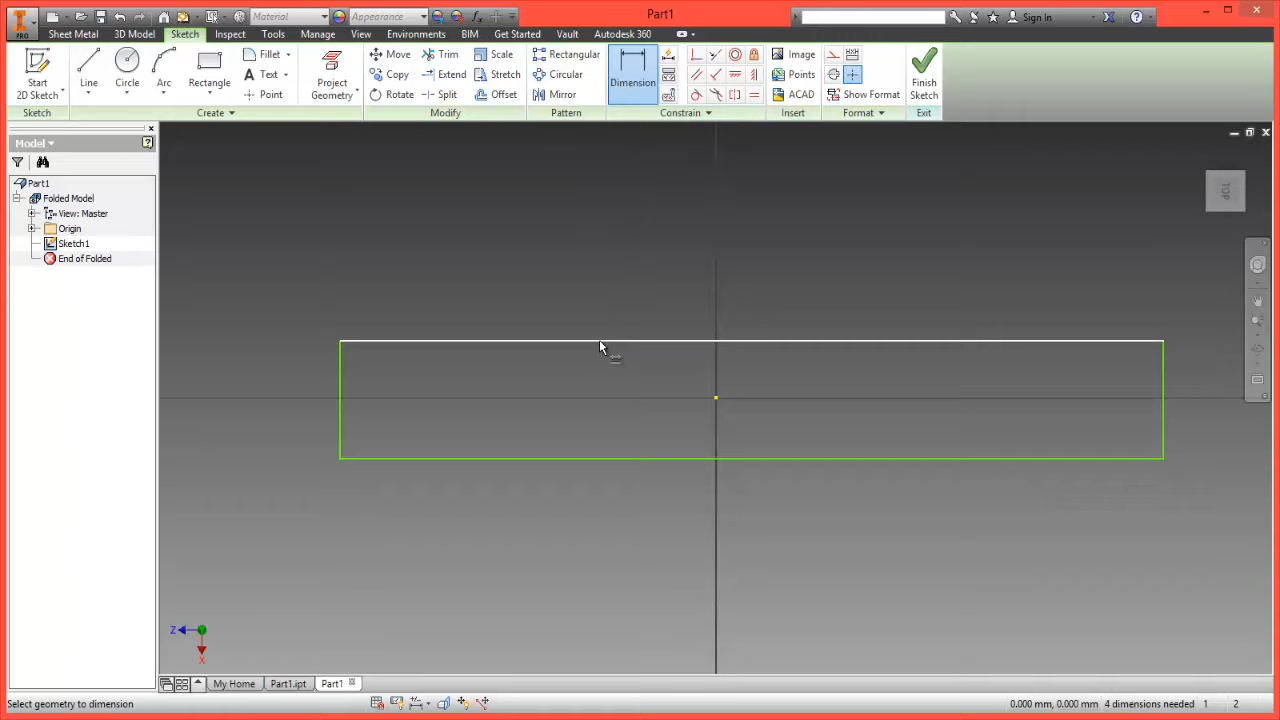 PRO
Material
Appearance
Part1
Sign In
Sheet Metal
3D Model
Sketch
Inspect
Tools
Manage
View
Environments
BIM
Get Started
Vault
Autodesk 360
Start
2D Sketch
Line
Circle
Arc
Rectangle
Fillet
Text
Point
Project
Geometry
Move
Copy
Rotate
Trim
Extend
Split
Scale
Stretch
Offset
Rectangular
Circular
Mirror
Dimension
Image
Points
ACAD
Show Format
Finish
Sketch
Sketch
Create
Modify
Pattern
Constrain
Insert
Format
Exit
Model
Part1
Folded Model
View: Master
Origin
Sketch1
End of Folded
TOP
Z
X
My Home
Part1.ipt
Part1
Select geometry to dimension
0.000 mm, 0.000 mm 4 dimensions needed 1 2